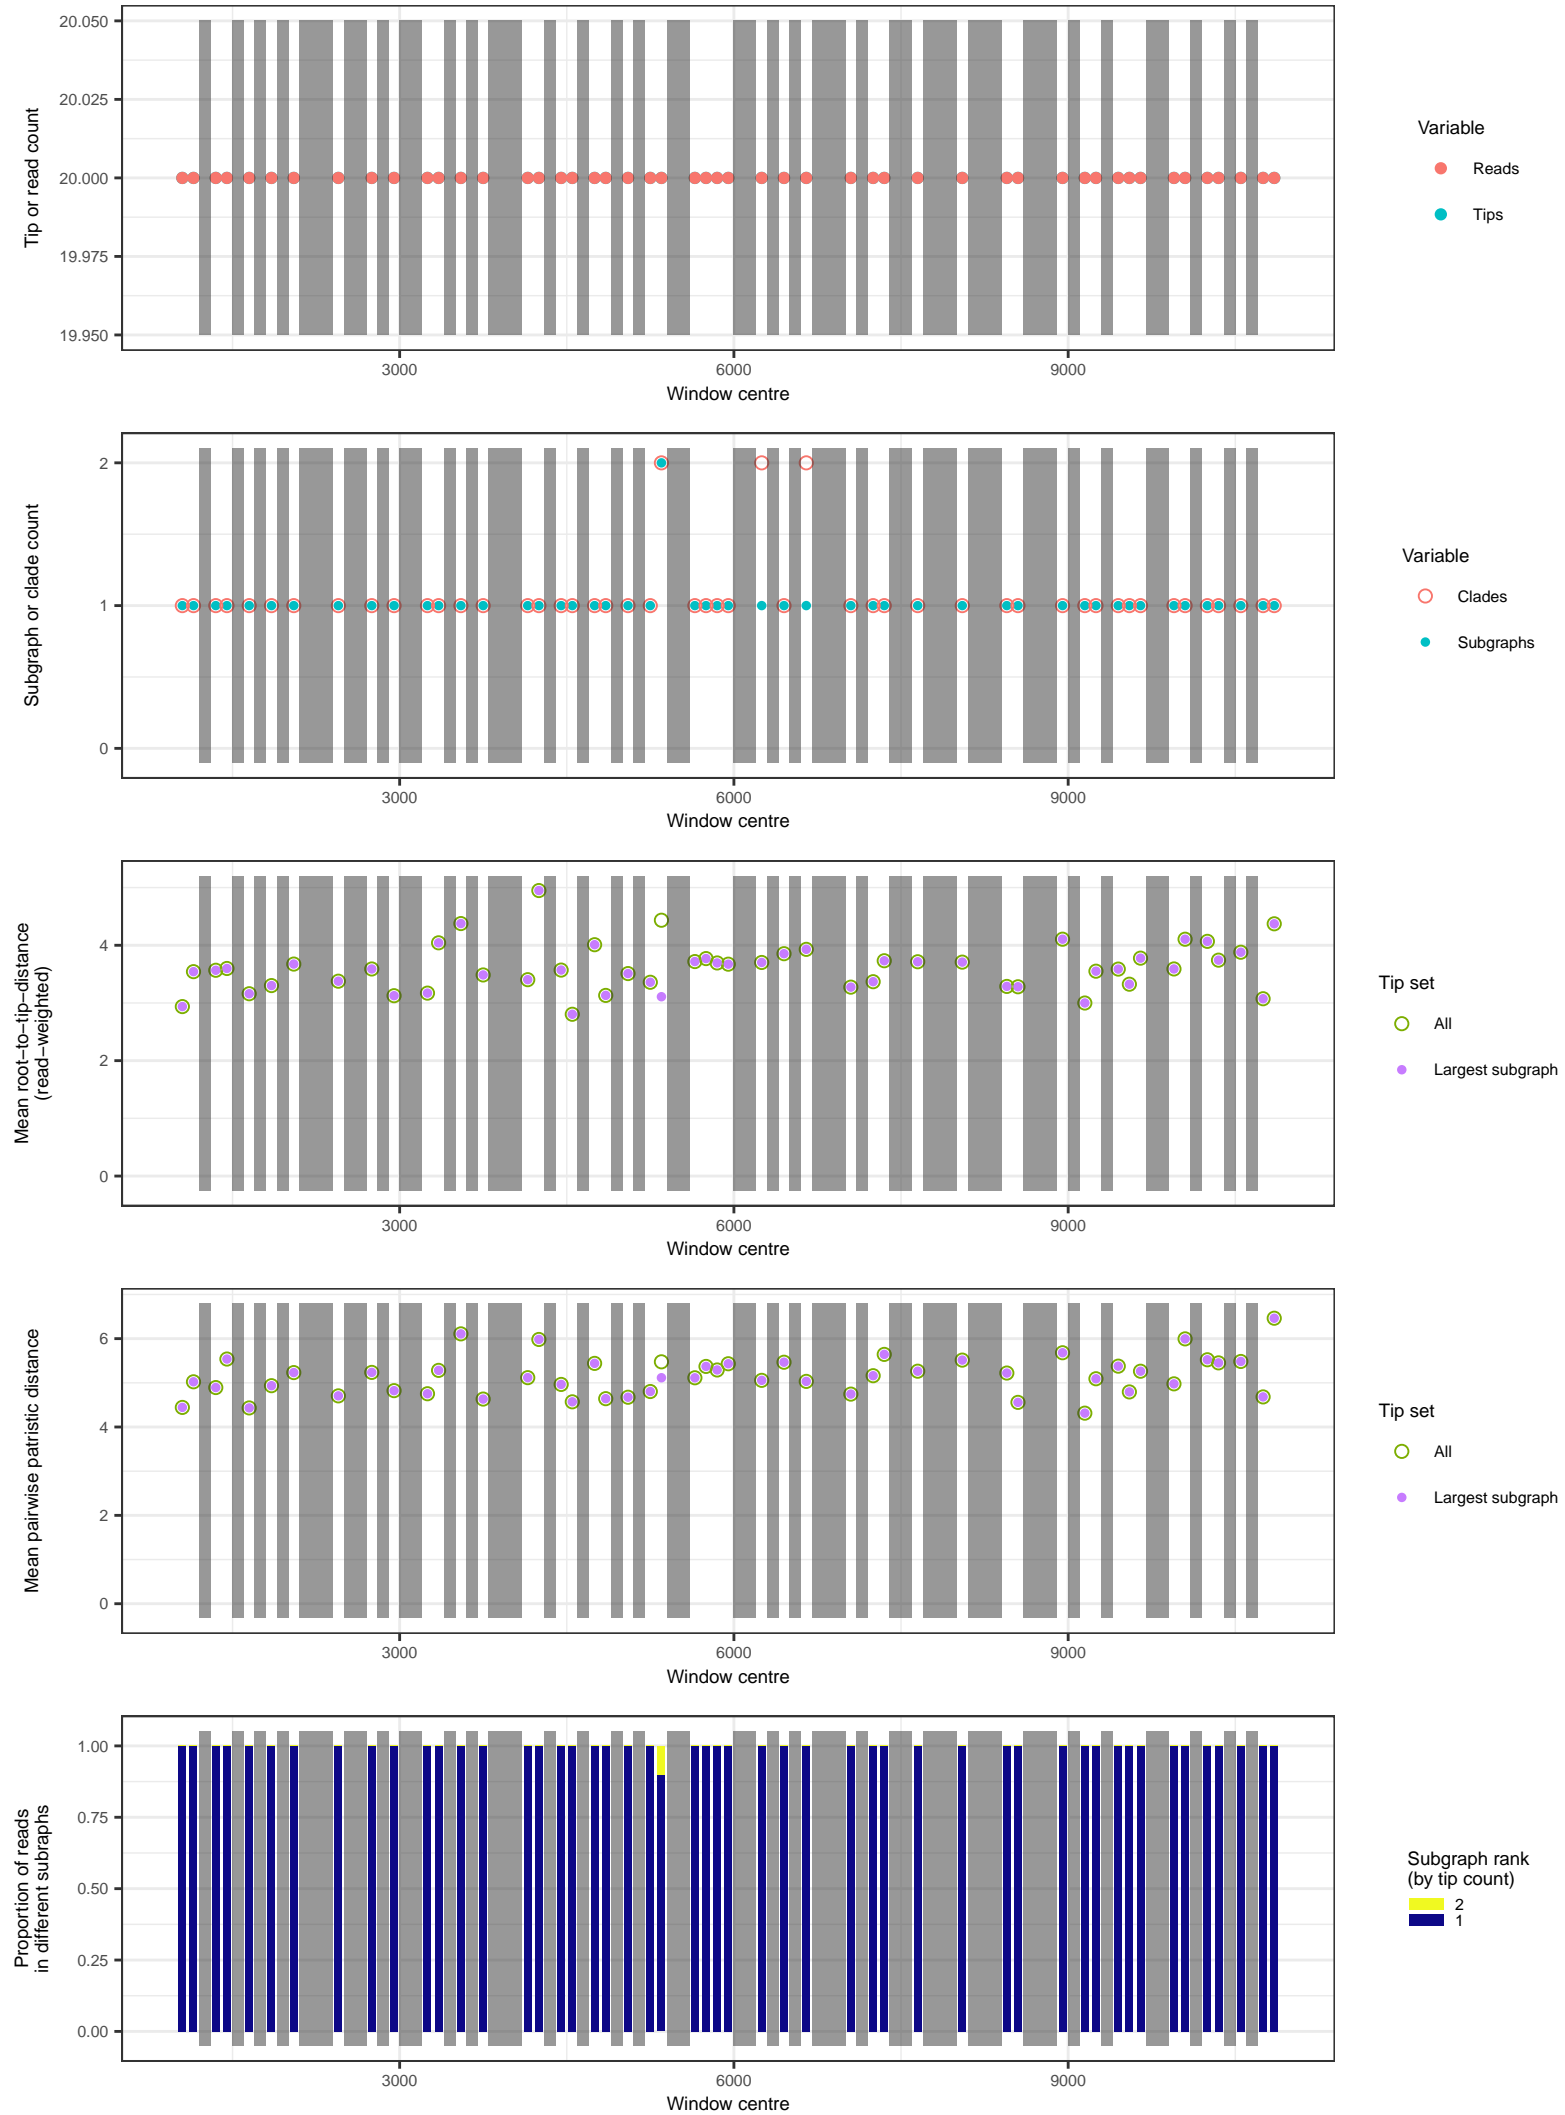 20.050
20.025
20.000
19.975
19.950
Tip or read count
3000
6000
9000
Window centre
Variable
Reads
Tips
2
1
0
Subgraph or clade count
3000
6000
9000
Window centre
Variable
Clades
Subgraphs
4
2
0
Mean root−to−tip−distance
(read−weighted)
3000
6000
9000
Window centre
Tip set
All
Largest subgraph
6
4
2
0
Mean pairwise patristic distance
3000
6000
9000
Window centre
Tip set
All
Largest subgraph
1.00
0.75
0.50
0.25
0.00
Proportion of reads
in different subraphs
3000
6000
9000
Window centre
Subgraph rank
(by tip count)
2
1